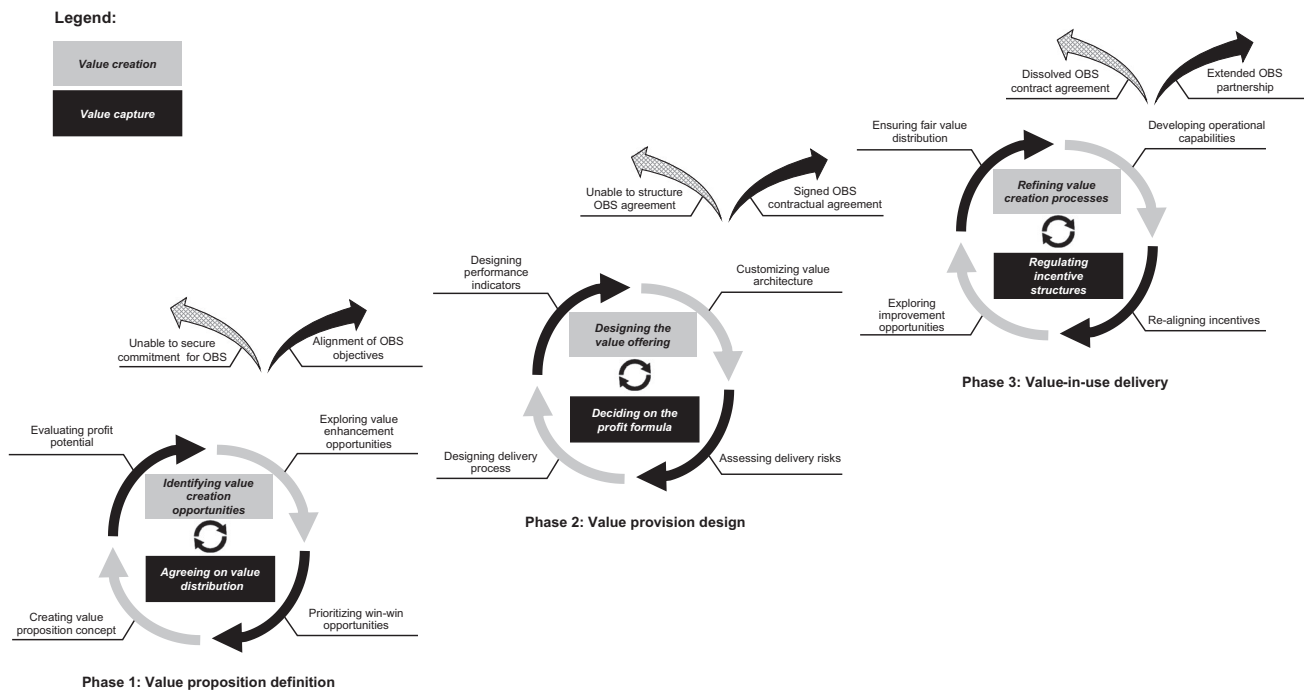 Legend:
Value creation
Value capture
Unable to secure
commitment for OBS
Alignment of OBS
objectives
Evaluating profit
potential
Exploring value
enhancement
opportunities
Identifying value
creation
opportunities
Agreeing on value
distribution
Creating value
proposition concept
Prioritizing win-win
opportunities
Phase 1: Value proposition definition
Unable to structure
OBS agreement
Signed OBS
contractual agreement
Designing
performance
indicators
Customizing value
architecture
Designing the
value offering
Deciding on the
profit formula
Designing delivery
process
Assessing delivery risks
Phase 2: Value provision design
Dissolved OBS
contract agreement
Extended OBS
partnership
Ensuring fair value
distribution
Developing operational
capabilities
Refining value
creation processes
Regulating
incentive
structures
Exploring
improvement
opportunities
Re-aligning incentives
Phase 3: Value-in-use delivery